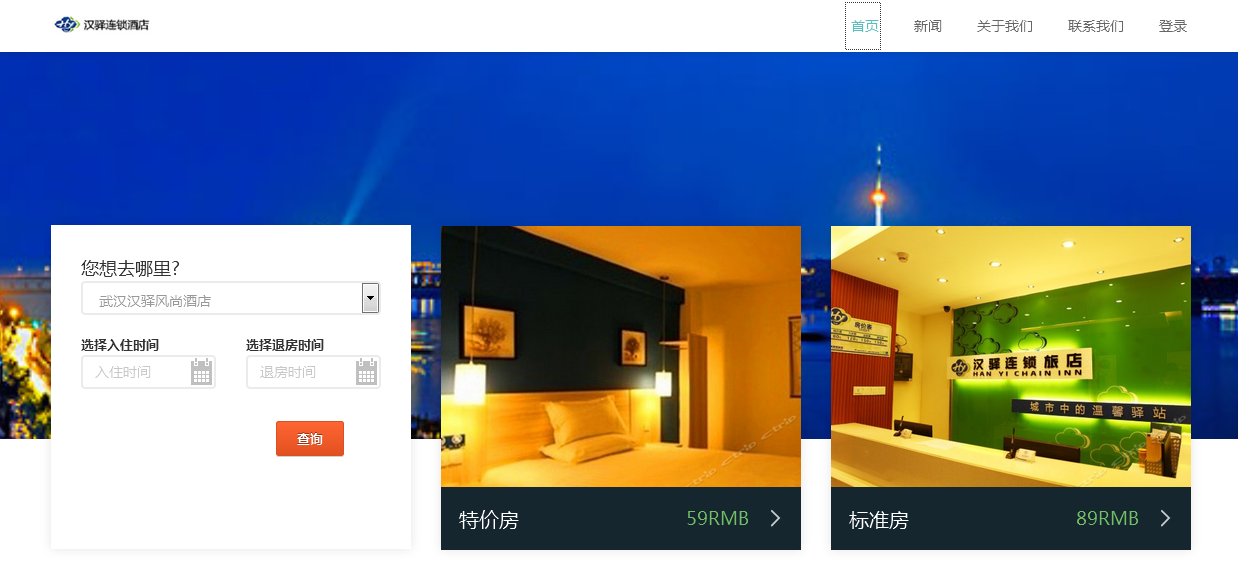 汉驿连锁酒店
首页 新闻 关于我们 联系我们 登录
您想去哪里?
武汉汉驿风尚酒店
选择入住时间 选择退房时间
入住时间 退房时间
查询
房价表
汉驿连锁旅店
HAN YI CHAIN INN
城市中的温馨驿站
特价房 59RMB
标准房 89RMB